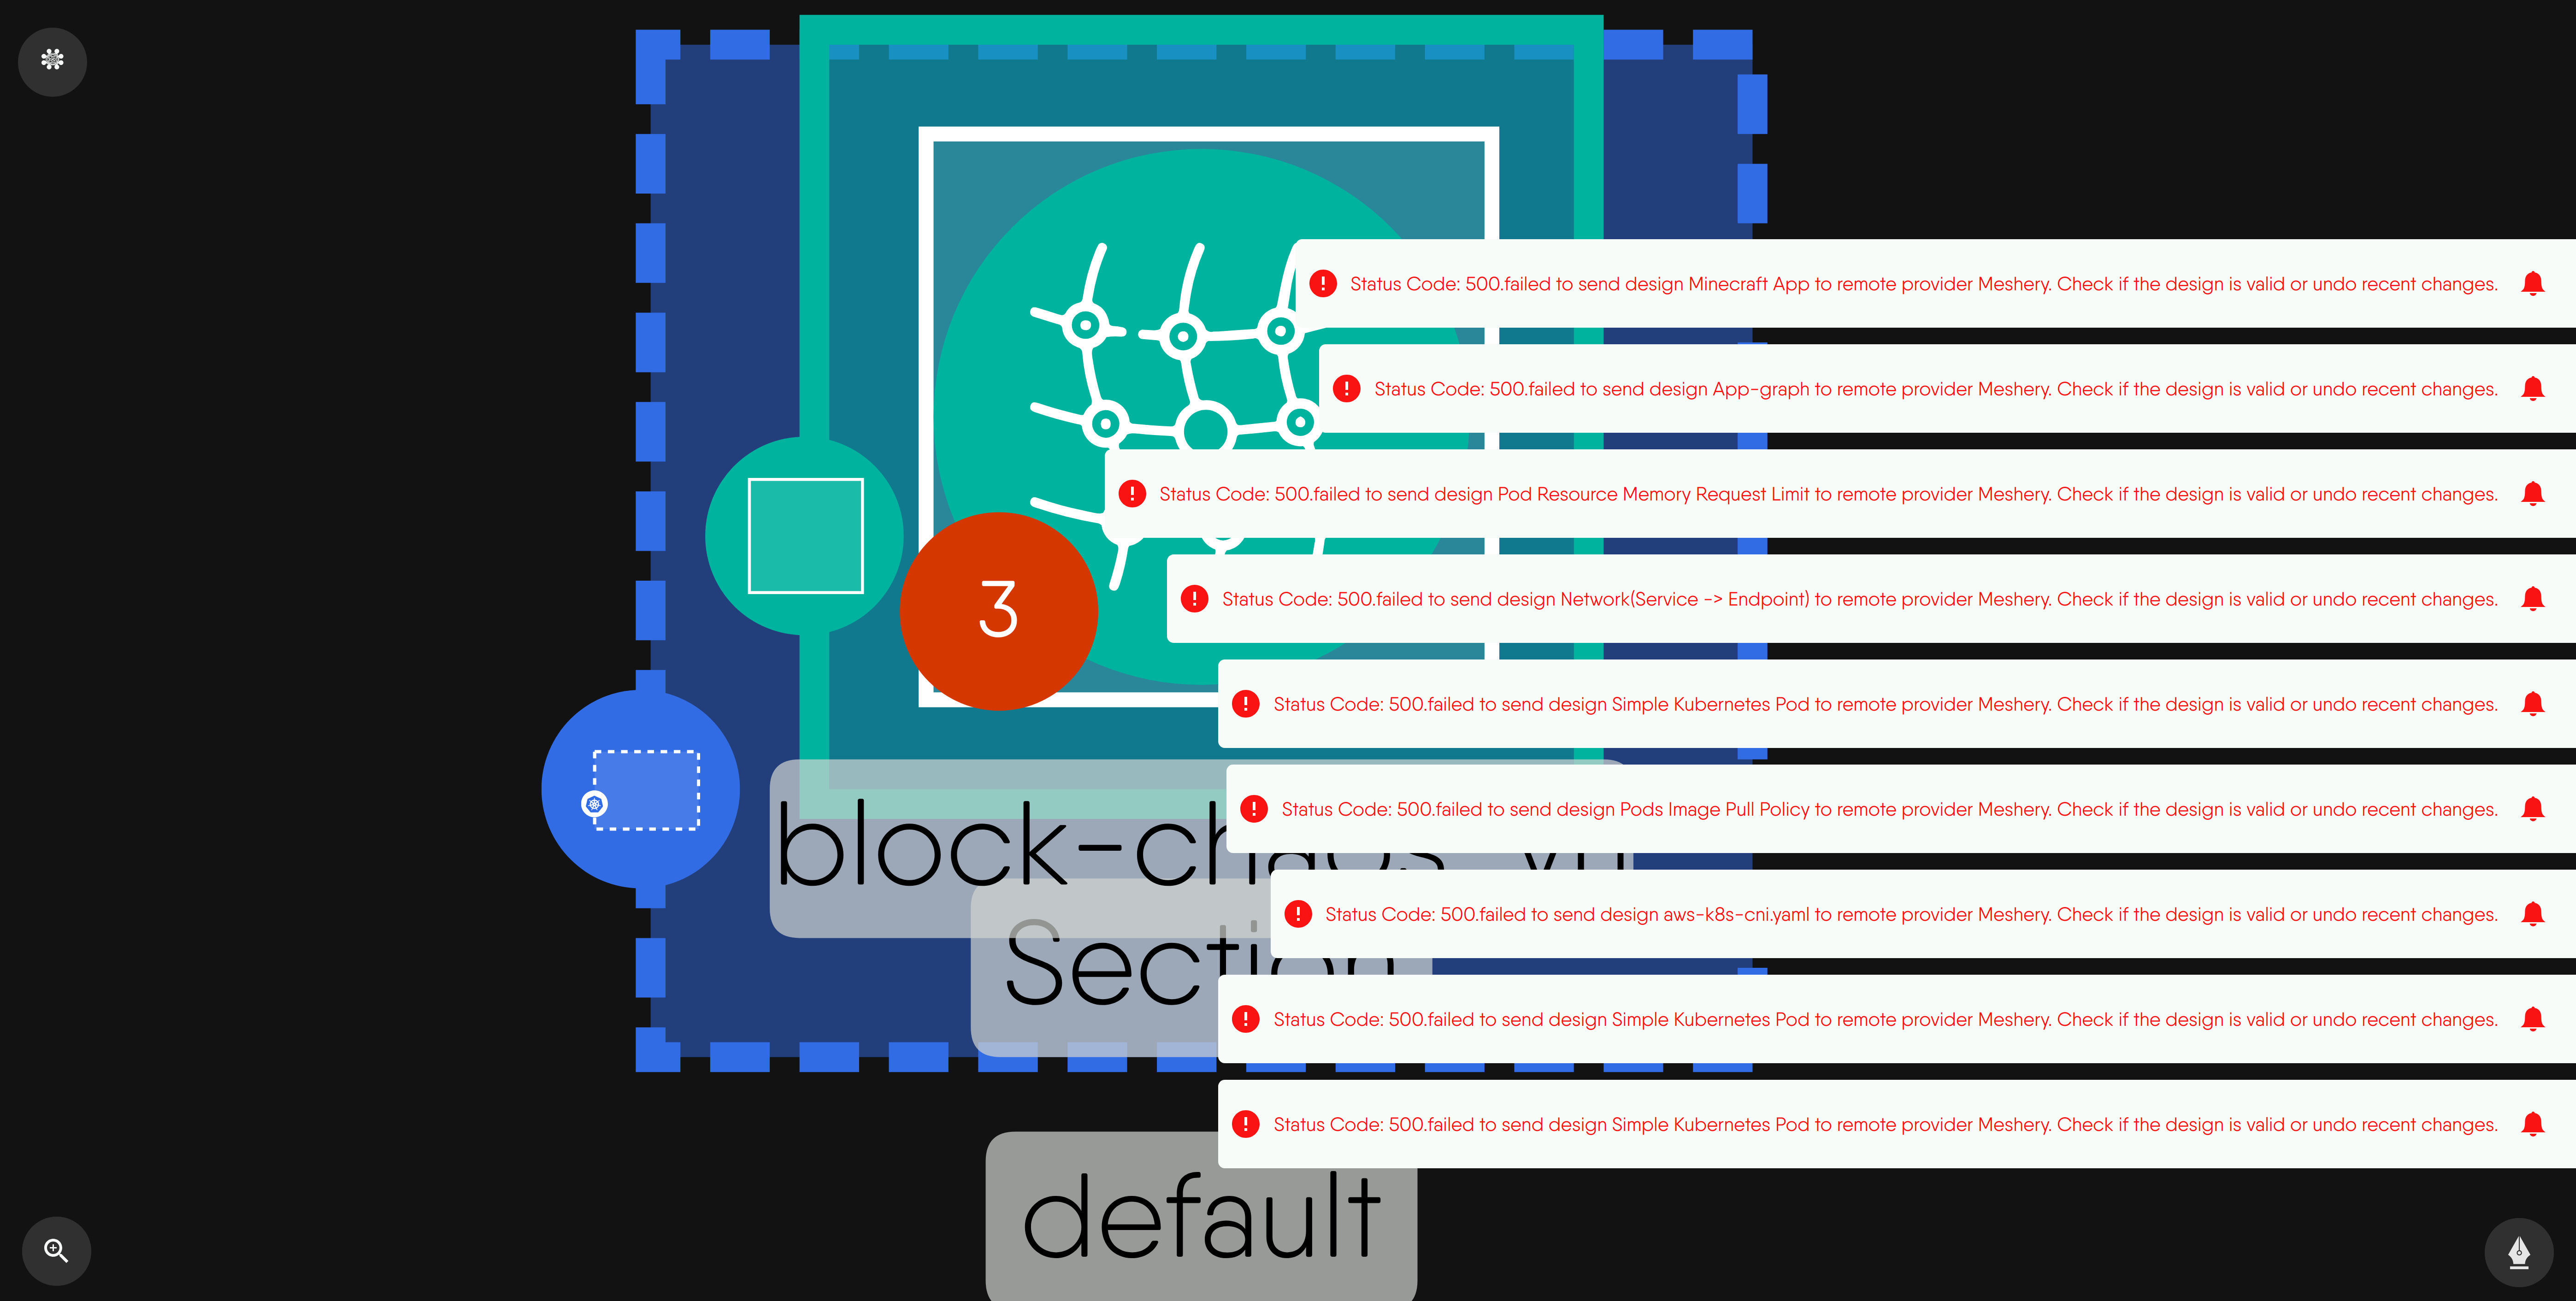 Status Code: 500.failed to send design Minecraft App to remote provider Meshery. Check if the design is valid or undo recent changes.
Status Code: 500.failed to send design App-graph to remote provider Meshery. Check if the design is valid or undo recent changes.
Status Code: 500.failed to send design Pod Resource Memory Request Limit to remote provider Meshery. Check if the design is valid or undo recent changes.
3
Status Code: 500.failed to send design Network(Service -> Endpoint) to remote provider Meshery. Check if the design is valid or undo recent changes.
Status Code: 500.failed to send design Simple Kubernetes Pod to remote provider Meshery. Check if the design is valid or undo recent changes.
Status Code: 500.failed to send design Pods Image Pull Policy to remote provider Meshery. Check if the design is valid or undo recent changes.
block-chaos
Status Code: 500.failed to send design aws-k8s-cni.yaml to remote provider Meshery. Check if the design is valid or undo recent changes.
Section
Status Code: 500.failed to send design Simple Kubernetes Pod to remote provider Meshery. Check if the design is valid or undo recent changes.
Status Code: 500.failed to send design Simple Kubernetes Pod to remote provider Meshery. Check if the design is valid or undo recent changes.
default